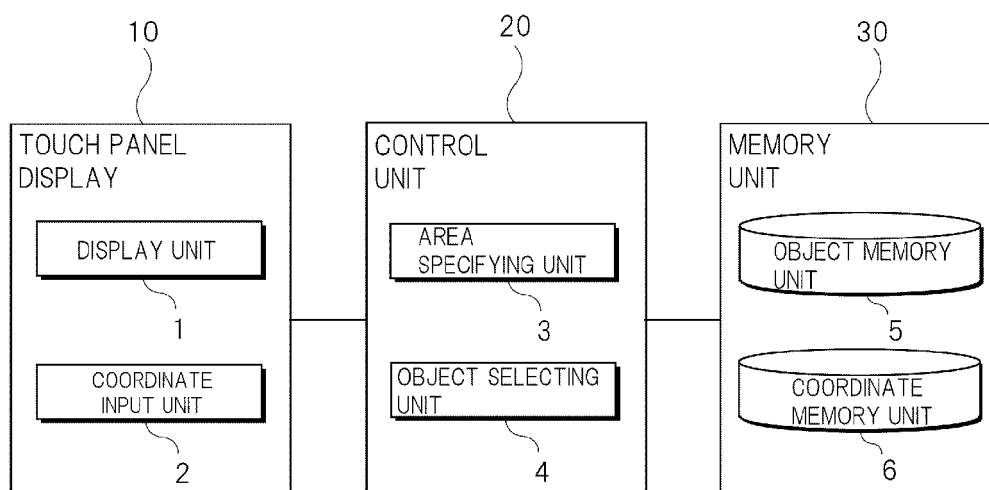 10
20
30
TOUCH PANEL
DISPLAY
DISPLAY UNIT
1
COORDINATE
INPUT UNIT
2
CONTROL
UNIT
AREA
SPECIFYING UNIT
3
OBJECT SELECTING
UNIT
4
MEMORY
UNIT
OBJECT MEMORY
UNIT
5
COORDINATE
MEMORY UNIT
6